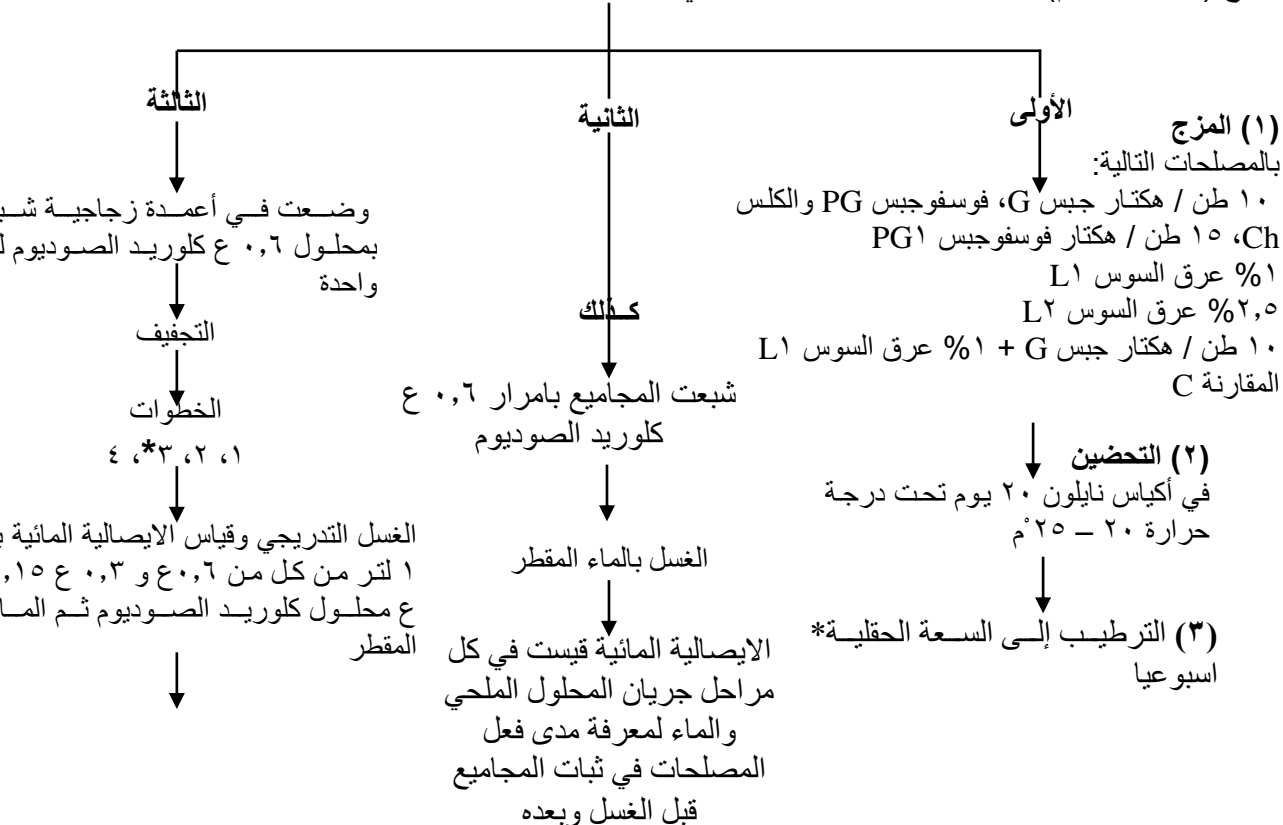 الأولى
(١) المزج
بالمصلحات التالية:
١٠ طن / هكتار جبس G، فوسفوجبس PG والكلس
Ch، ١٥ طن / هكتار فوسفوجبس PG١
١% عرق السوس L١
٢,٥% عرق السوس L٢
١٠ طن / هكتار جبس G + ١% عرق السوس L١
المقارنة C
(٢) التحضين
في أكياس نايلون ٢٠ يوم تحت درجة
حرارة ٢٠ – ٢٥ ْم
(٣) الترطيب إلى السعة الحقلية*
اسبوعيا
الثانية
كذلك
شبعت المجاميع بامرار ٠,٦ ع
كلوريد الصوديوم
الغسل بالماء المقطر
الايصالية المائية قيست في كل
مراحل جريان المحلول الملحي
والماء لمعرفة مدى فعل
المصلحات في ثبات المجاميع
قبل الغسل وبعده
الثالثة
وضعت في أعمدة زجاجية
بمحلول ٠,٦ ع كلوريد الصوديوم
واحدة
التجفيف
الخطوات
١، ٢، ٣*، ٤
الغسل التدريجي وقياس الايصالية المائية
١ لتر من كل من ٠,٦ع و ٠,٣ ع ٠,١٥
ع محلول كلوريد الصوديوم ثم
المقطر